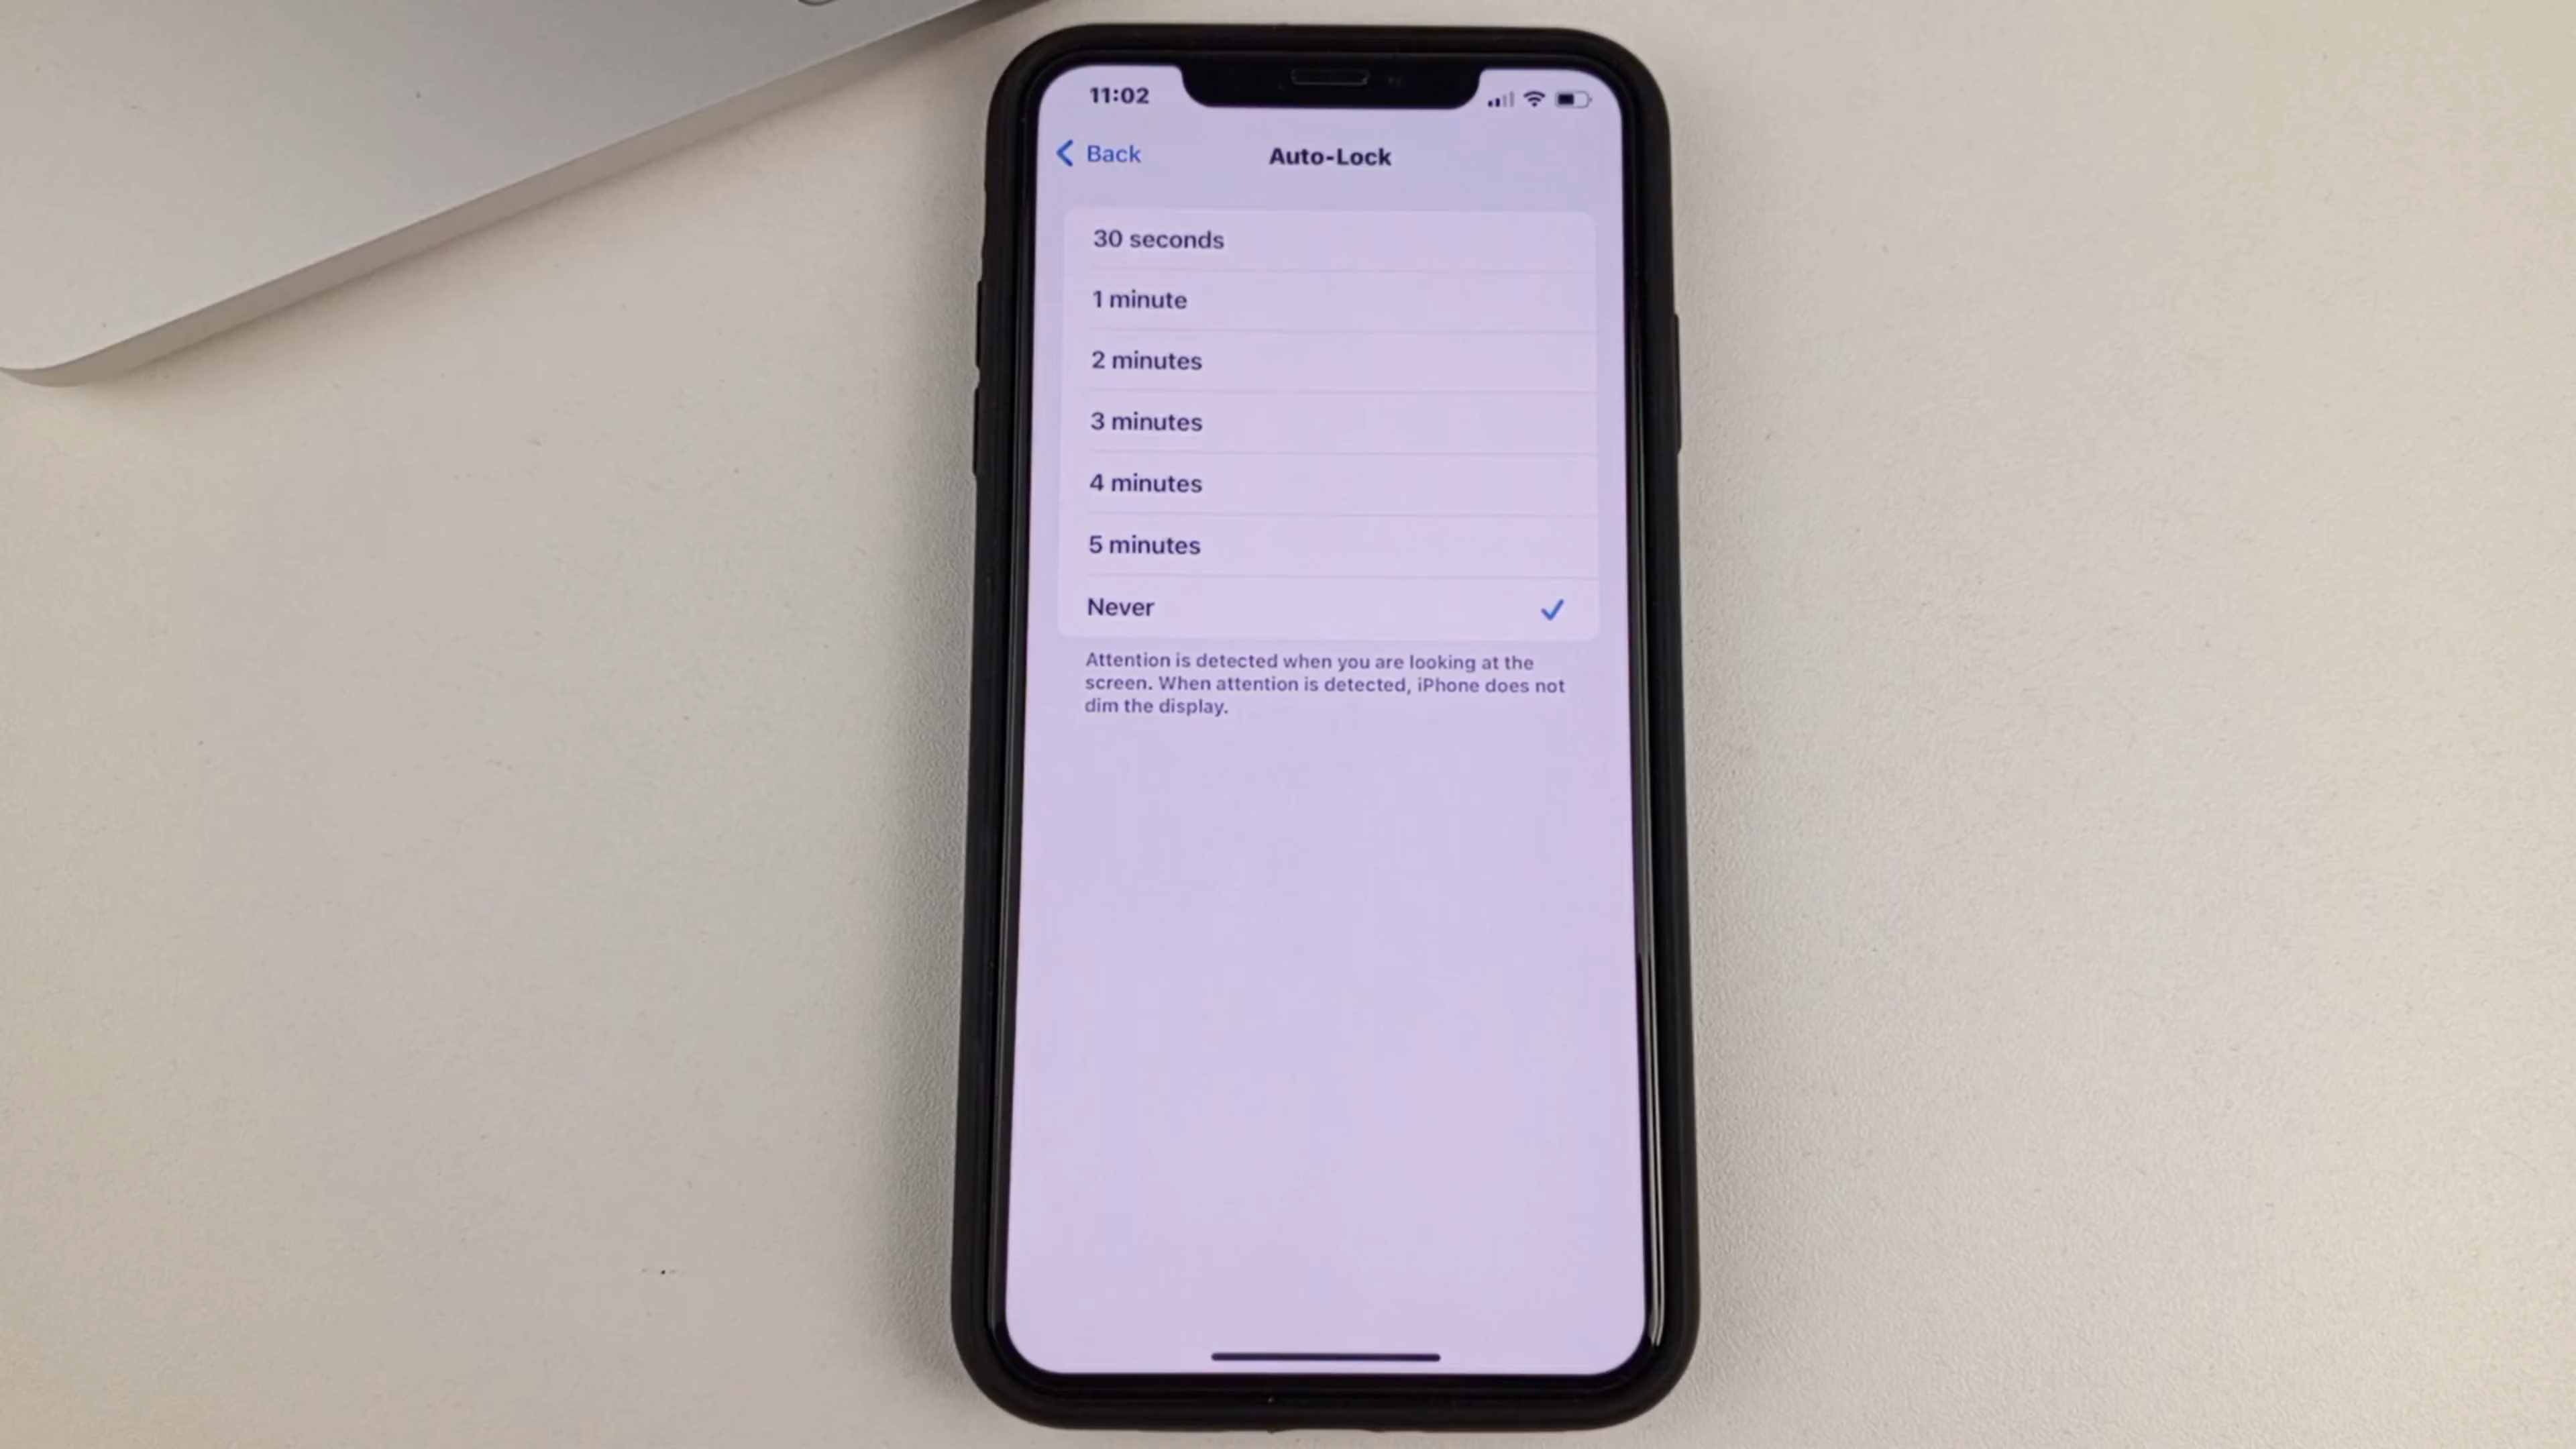 11:02
Back
Auto-Lock
30 seconds
1 minute
2 minutes
3 minutes
4 minutes
5 minutes
Never
Attention is detected when you are looking at the
screen. When attention is detected, iPhone does not
dim the display.